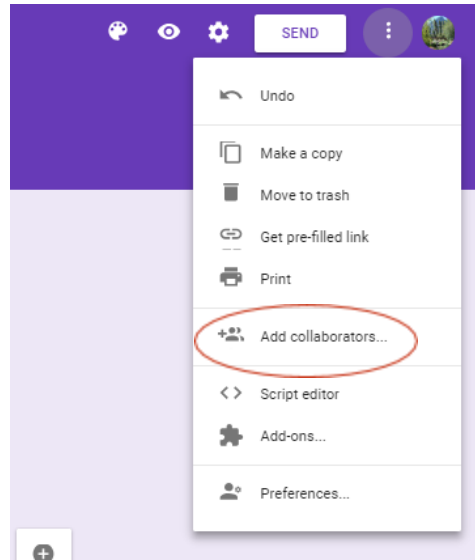 SEND
Undo
Make a copy
Move to trash
Get pre-filled link
Print
Add collaborators...
Script editor
Add-ons...
Preferences...